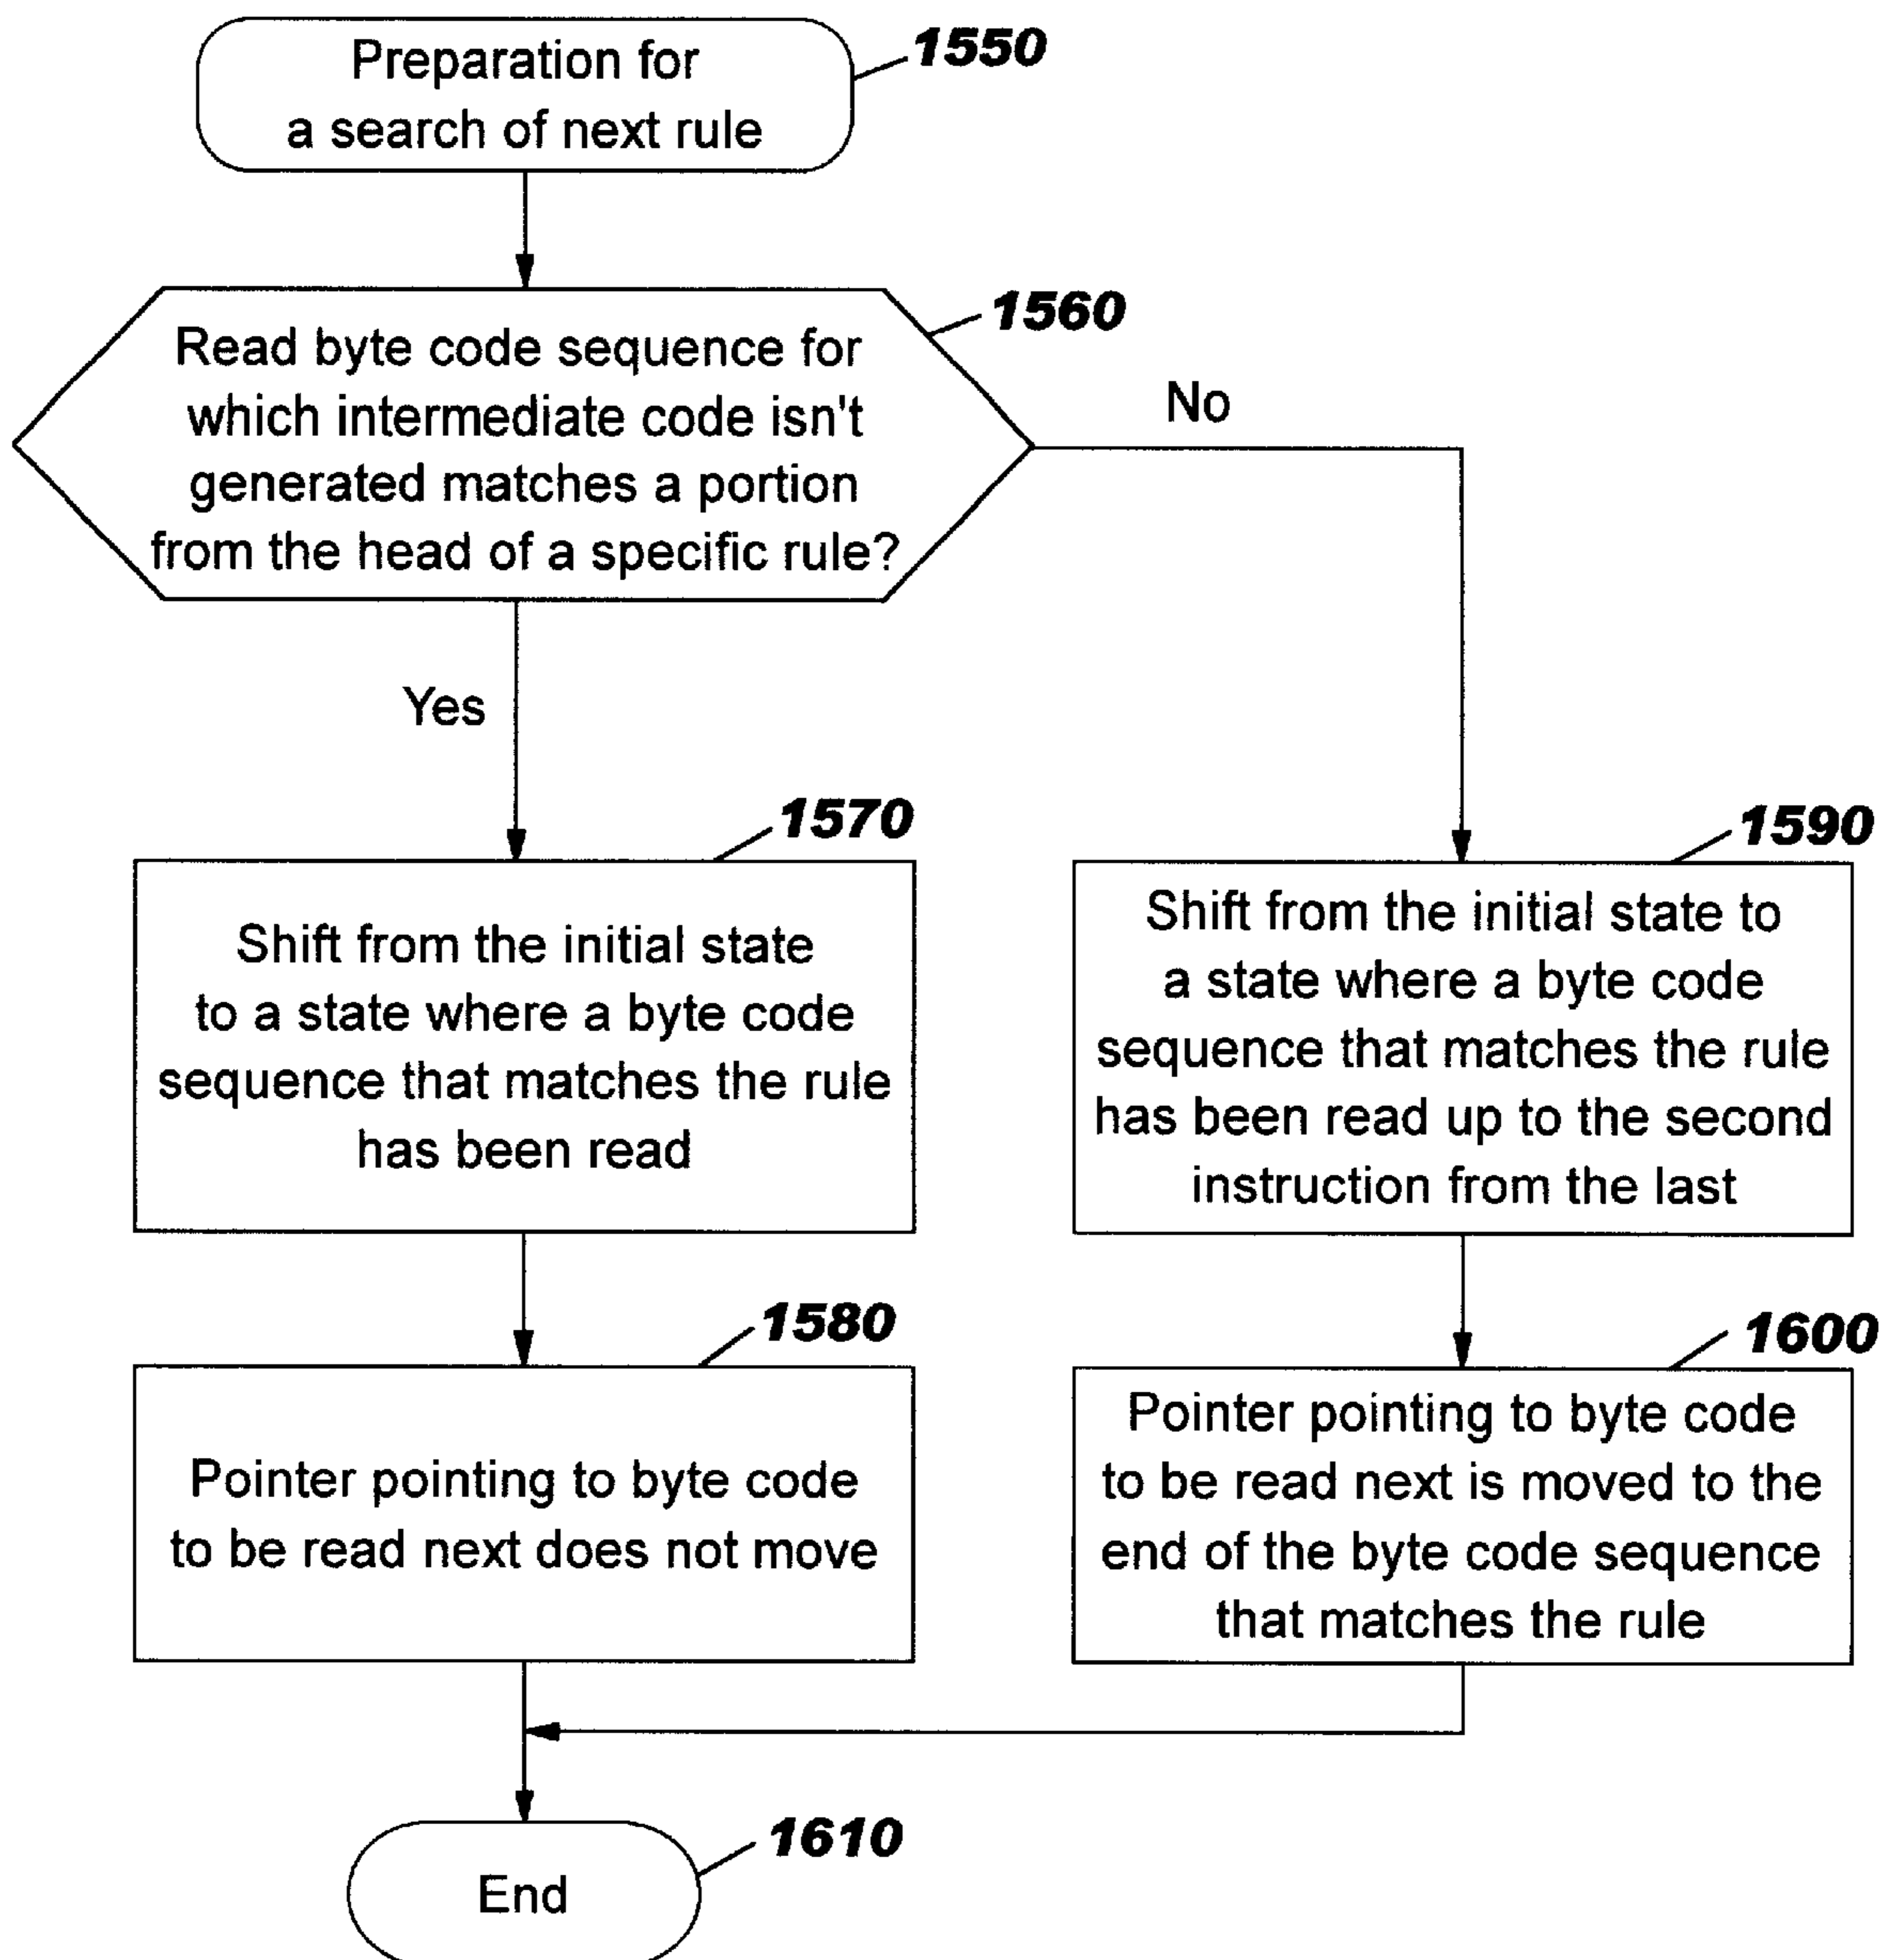 Preparation for
a search of next rule
1550
Read byte code sequence for
which intermediate code isn't
generated matches a portion
from the head of a specific rule?
1560
No
Yes
1570
Shift from the initial state
to a state where a byte code
sequence that matches the rule
has been read
1590
Shift from the initial state to
a state where a byte code
sequence that matches the rule
has been read up to the second
instruction from the last
1580
Pointer pointing to byte code
to be read next does not move
1600
Pointer pointing to byte code
to be read next is moved to the
end of the byte code sequence
that matches the rule
1610
End